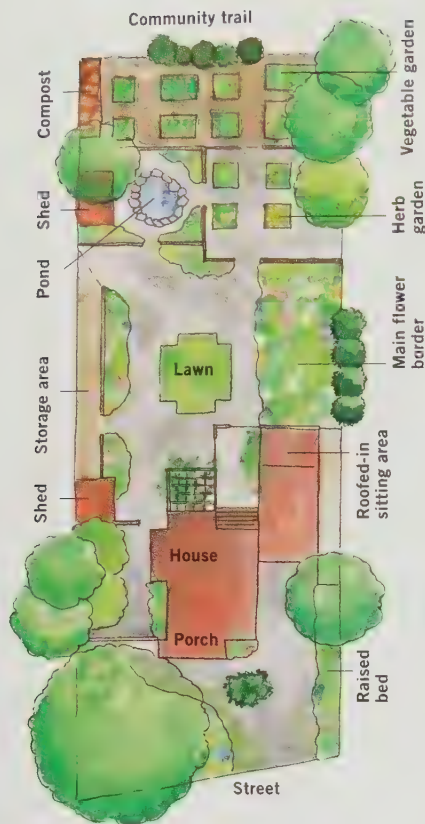 Community trail
Compost
Vegetable garden
Shed
Herb
garden
Pond
Main flower
border
Lawn
Storage area
Roofed-in
sitting area
Shed
House
Porch
Raised
bed
Street